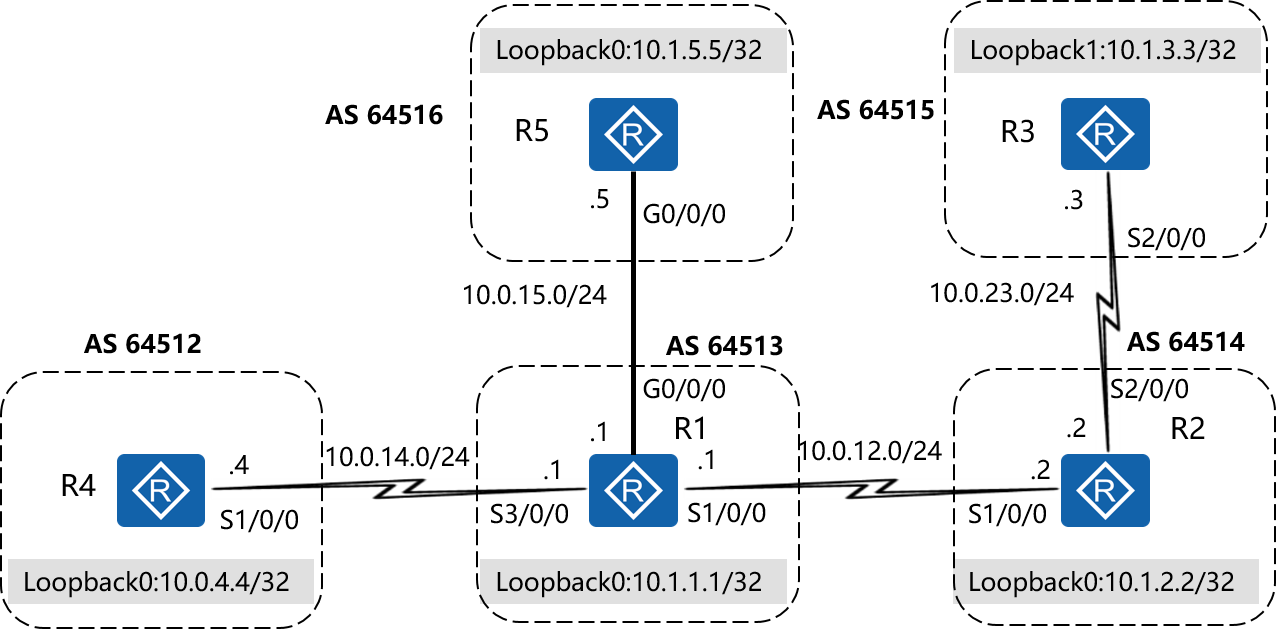 Loopback0:10.1.5.5/32
Loopback1:10.1.3.3/32
AS 64516
AS 64515
R5
R
R3
R
.5
G0/0/0
.3
S2/0/0
10.0.15.0/24
10.0.23.0/24
AS 64512
AS 64513
AS 64514
G0/0/0
S2/0/0
.1
R1
.2
R2
R4
R
.4
10.0.14.0/24
.1
R
.1
10.0.12.0/24
.2
R
S1/0/0
S3/0/0
S1/0/0
S1/0/0
Loopback0:10.0.4.4/32
Loopback0:10.1.1.1/32
Loopback0:10.1.2.2/32